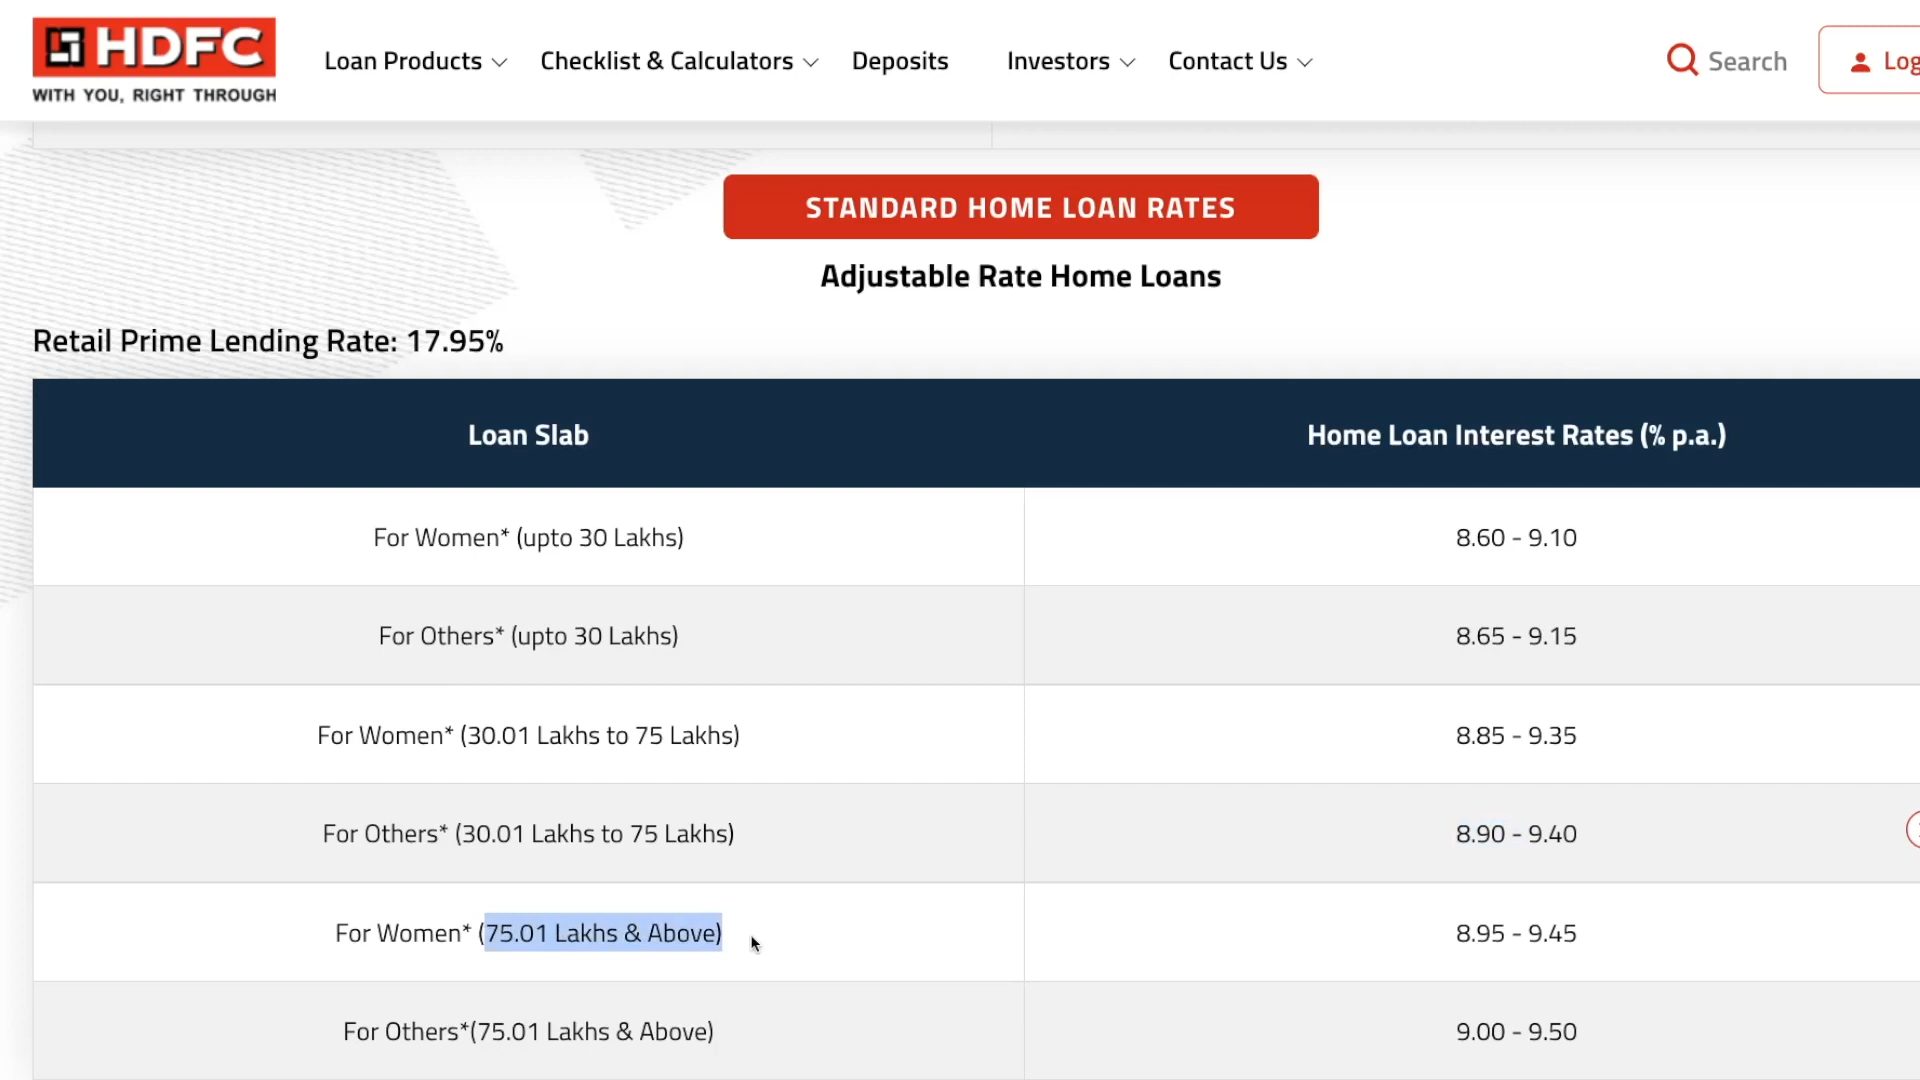 HDFC
WITH YOU, RIGHT THROUGH
Loan Products
Checklist & Calculators
Deposits
Investors
Contact Us
Search
STANDARD HOME LOAN RATES
Adjustable Rate Home Loans
Retail Prime Lending Rate: 17.95%
Loan Slab Home Loan Interest Rates (% p.a.)
For Women* (upto 30 Lakhs) 8.60 - 9.10
For Others* (upto 30 Lakhs) 8.65 - 9.15
For Women* (30.01 Lakhs to 75 Lakhs) 8.85 - 9.35
For Others* (30.01 Lakhs to 75 Lakhs) 8.90 - 9.40
For Women* (75.01 Lakhs & Above) 8.95 - 9.45
For Others*(75.01 Lakhs & Above) 9.00 - 9.50